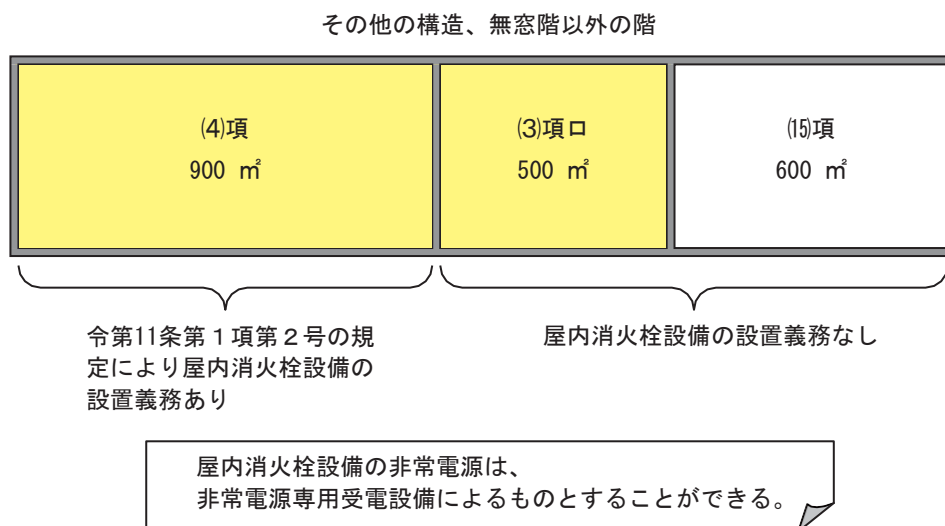 その他の構造、無窓階以外の階
⑷項
900 ㎡
⑶項ロ
500 ㎡
⒂項
600 ㎡
令第11条第１項第２号の規
定により屋内消火栓設備の
設置義務あり
屋内消火栓設備の設置義務なし
屋内消火栓設備の非常電源は、
非常電源専用受電設備によるものとすることができる。